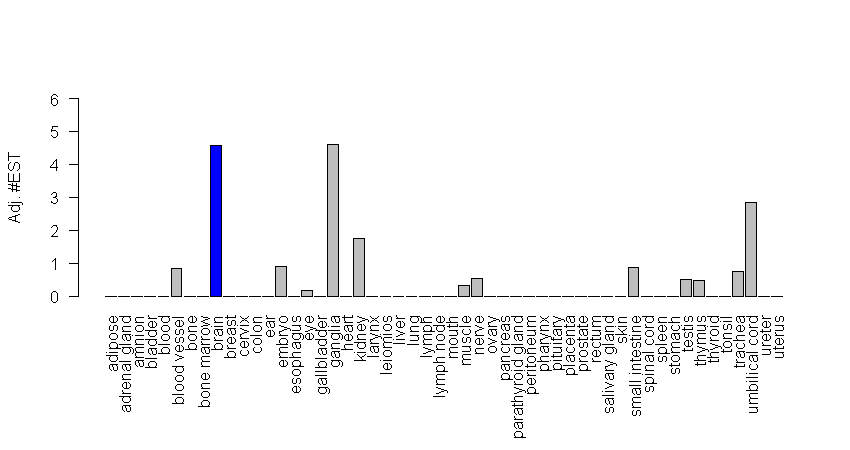 Adj. #EST
6
5
4
3
2
1
0
adipose
adrenal gland
amnion
bladder
blood
blood vessel
bone
bone marrow
brain
breast
cervix
colon
ear
embryo
esophagus
eye
gallbladder
ganglia
heart
kidney
larynx
leiomios
liver
lung
lymph
lymph node
mouth
muscle
nerve
ovary
pancreas
parathyroid gland
peritoneum
pharynx
pituitary
placenta
prostate
rectum
salivary gland
skin
small intestine
spinal cord
spleen
stomach
testis
thymus
thyroid
tonsil
trachea
umbilical cord
ureter
uterus